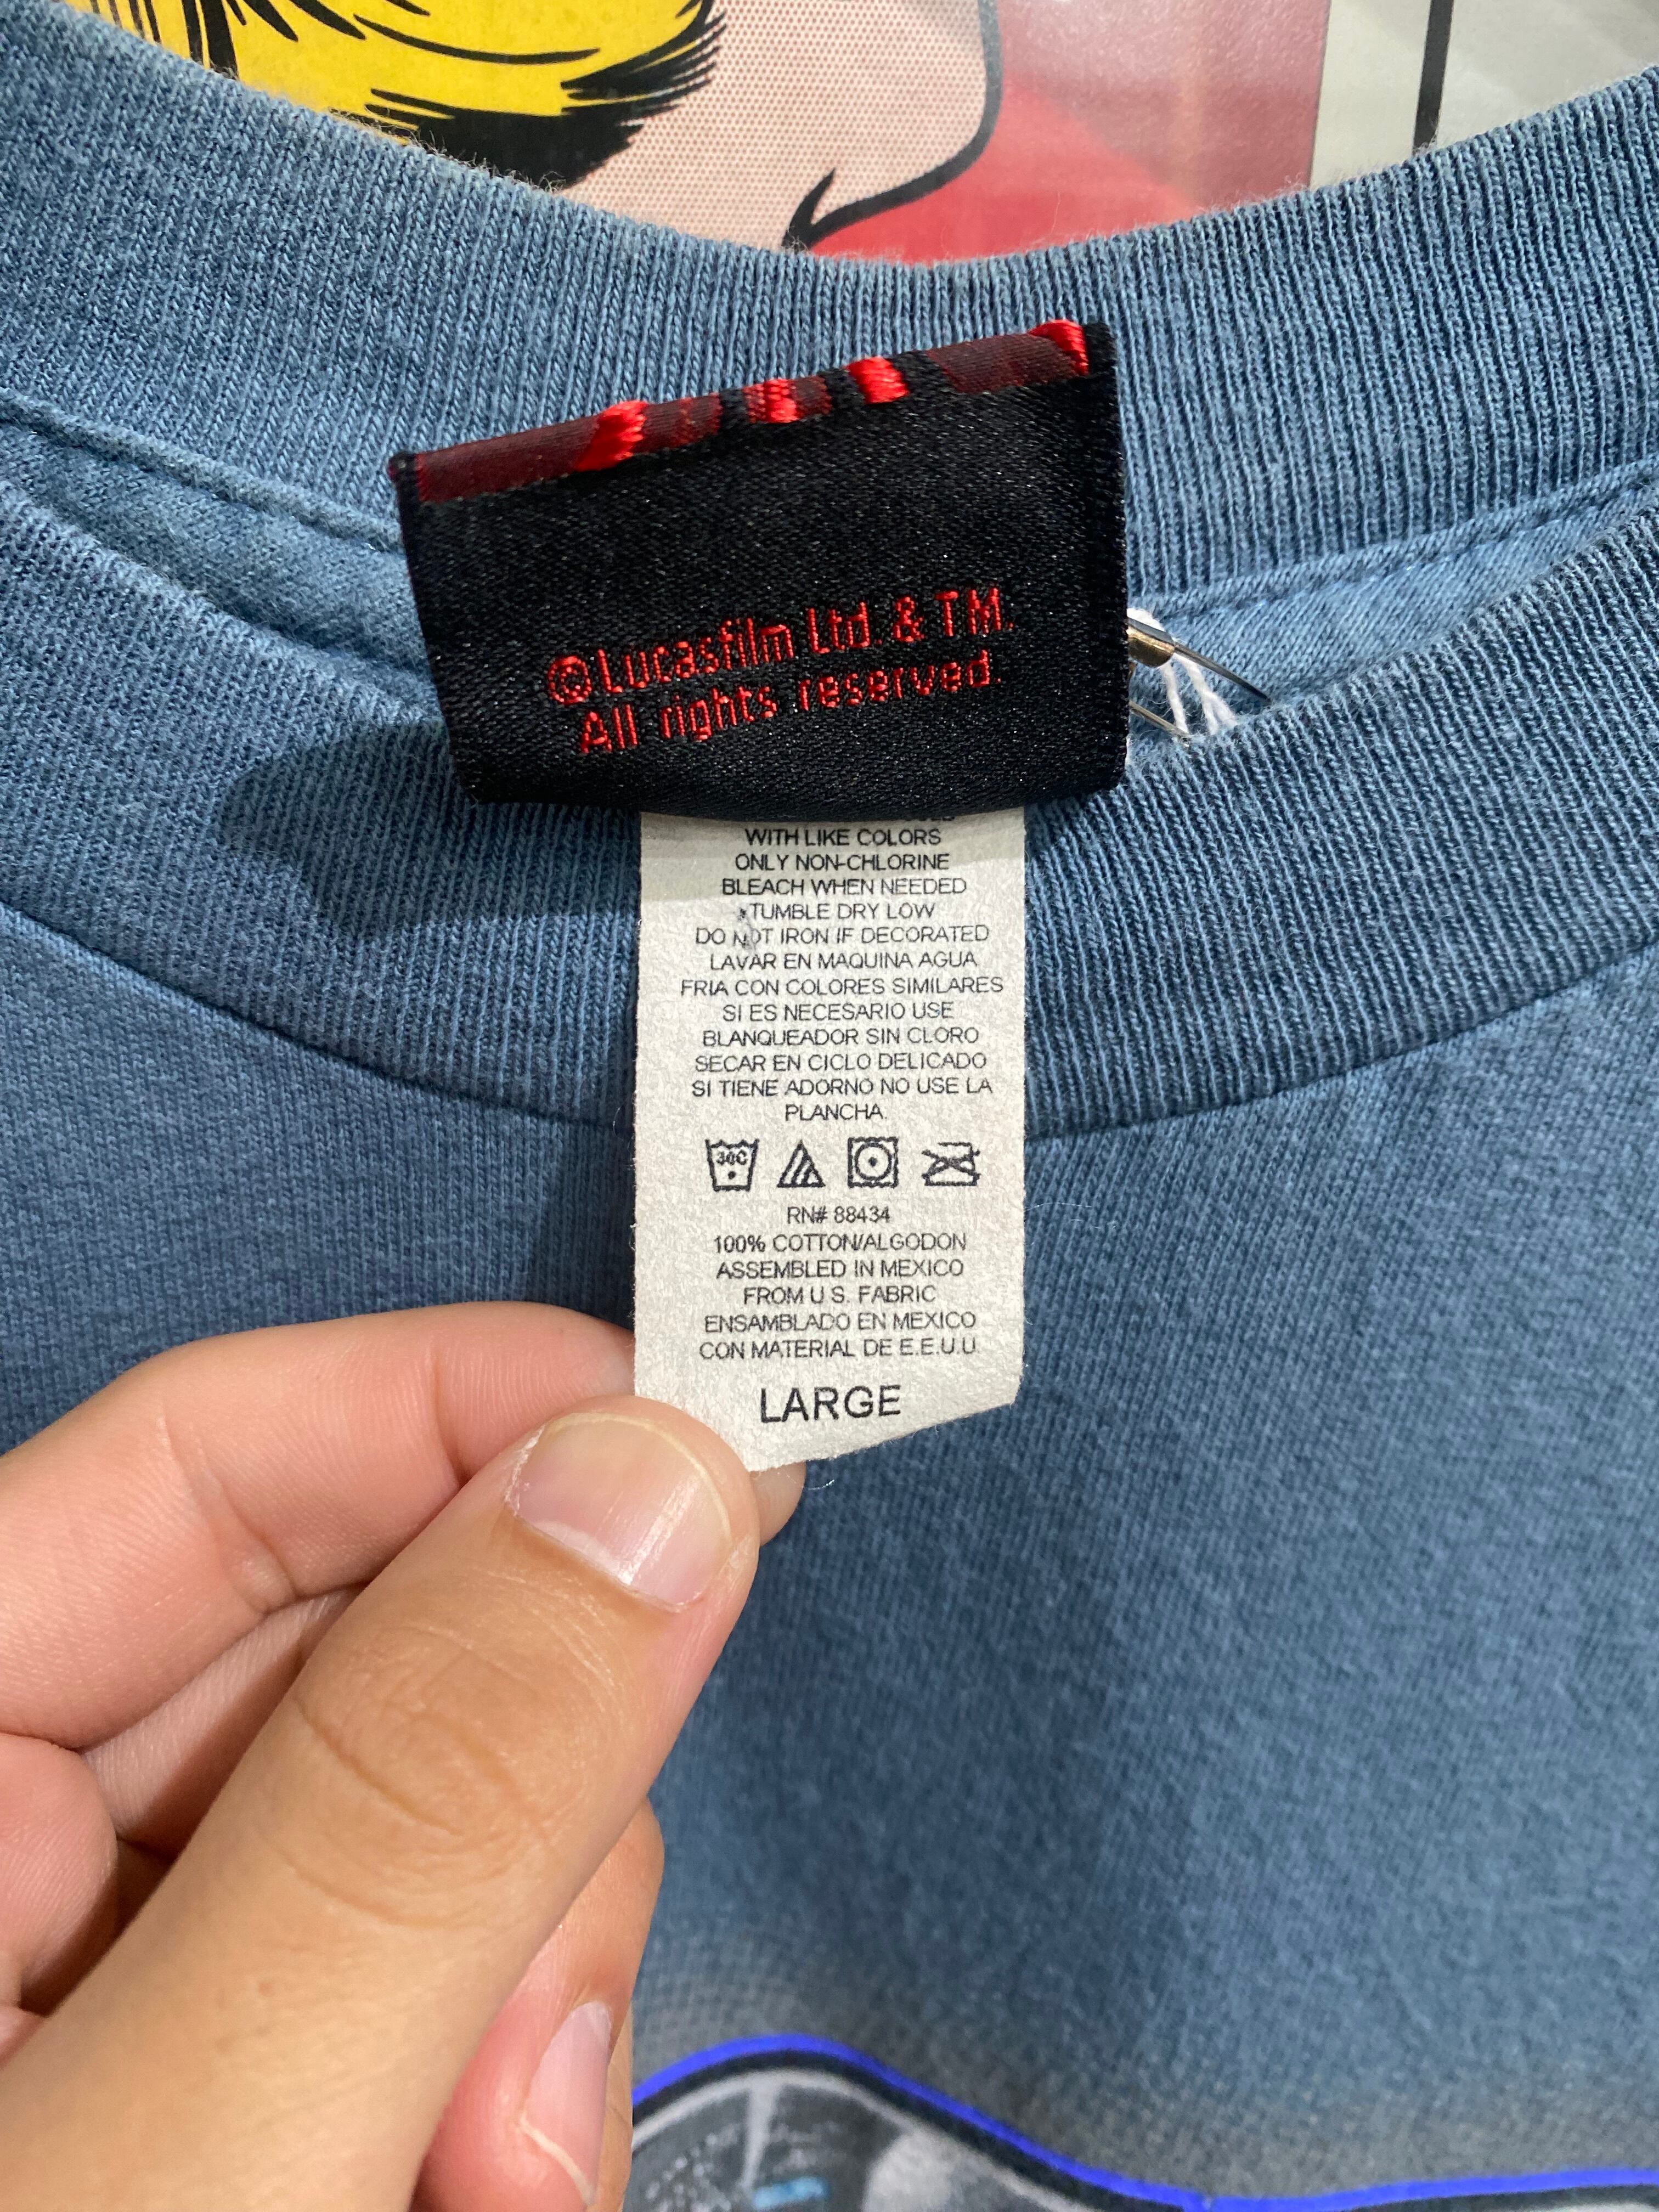 ©Lucasfilm Ltd. & TM.
All rights reserved.
WITH LIKE COLORS
ONLY NON-CHLORINE
BLEACH WHEN NEEDED
TUMBLE DRY LOW
DO NOT IRON IF DECORATED
LAVAR EN MAQUINA AGUA
FRIA CON COLORES SIMILARES
SI ES NECESARIO USE
BLANQUEADOR SIN CLORO
SECAR EN CICLO DELICADO
SI TIENE ADORNO NO USE LA
PLANCHA.
30C
RN# 88434
100% COTTON/ALGODON
ASSEMBLED IN MEXICO
FROM U.S. FABRIC
ENSAMBLADO EN MEXICO
CON MATERIAL DE E.E.U.U.
LARGE